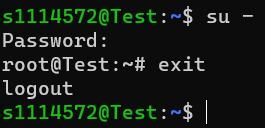 s1114572@Test:~$ su -
Password:
root@Test:~# exit
logout
s1114572@Test:~$